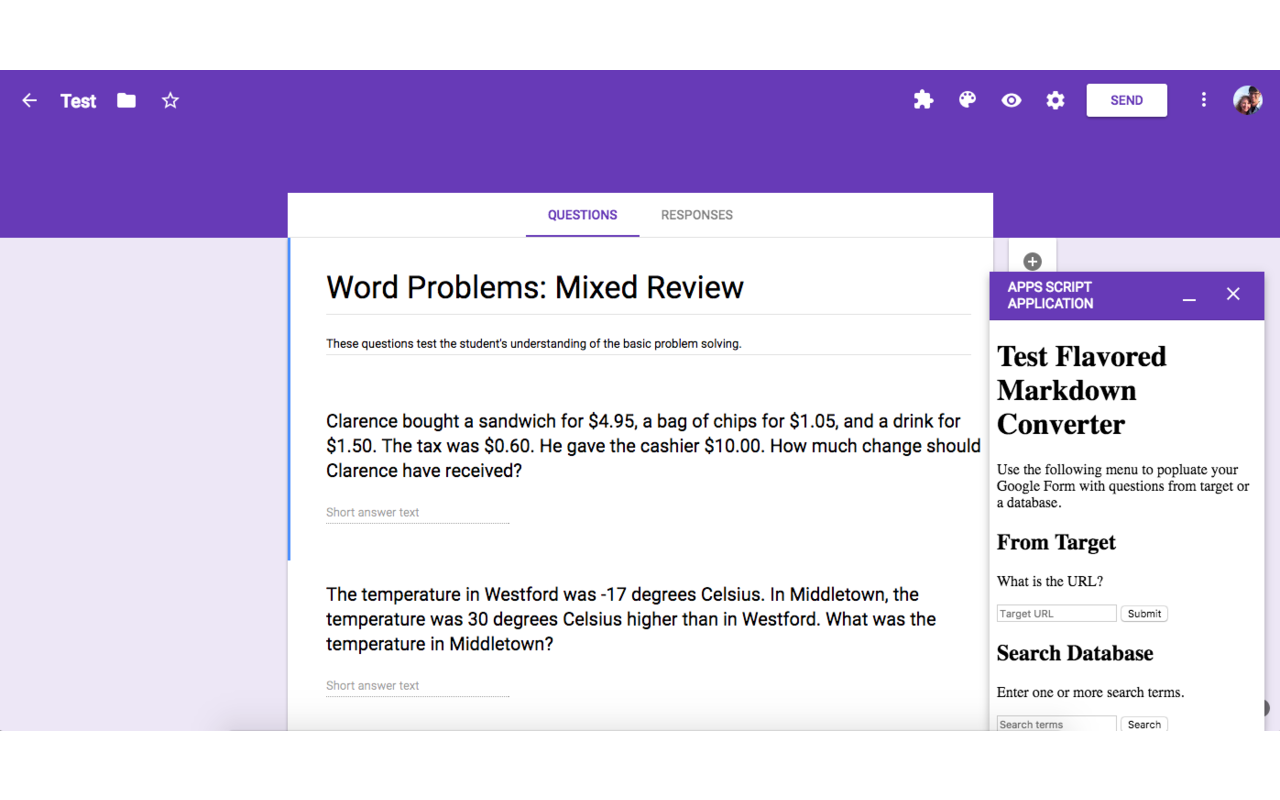 Test
SEND
QUESTIONS
RESPONSES
Word Problems: Mixed Review
These questions test the student's understanding of the basic problem solving.
Clarence bought a sandwich for $4.95, a bag of chips for $1.05, and a drink for
$1.50. The tax was $0.60. He gave the cashier $10.00. How much change should
Clarence have received?
Short answer text
The temperature in Westford was -17 degrees Celsius. In Middletown, the
temperature was 30 degrees Celsius higher than in Westford. What was the
temperature in Middletown?
Short answer text
APPS SCRIPT
APPLICATION
Test Flavored
Markdown
Converter
Use the following menu to popluate your
Google Form with questions from target or
a database.
From Target
What is the URL?
Target URL
Submit
Search Database
Enter one or more search terms.
Search terms
Search